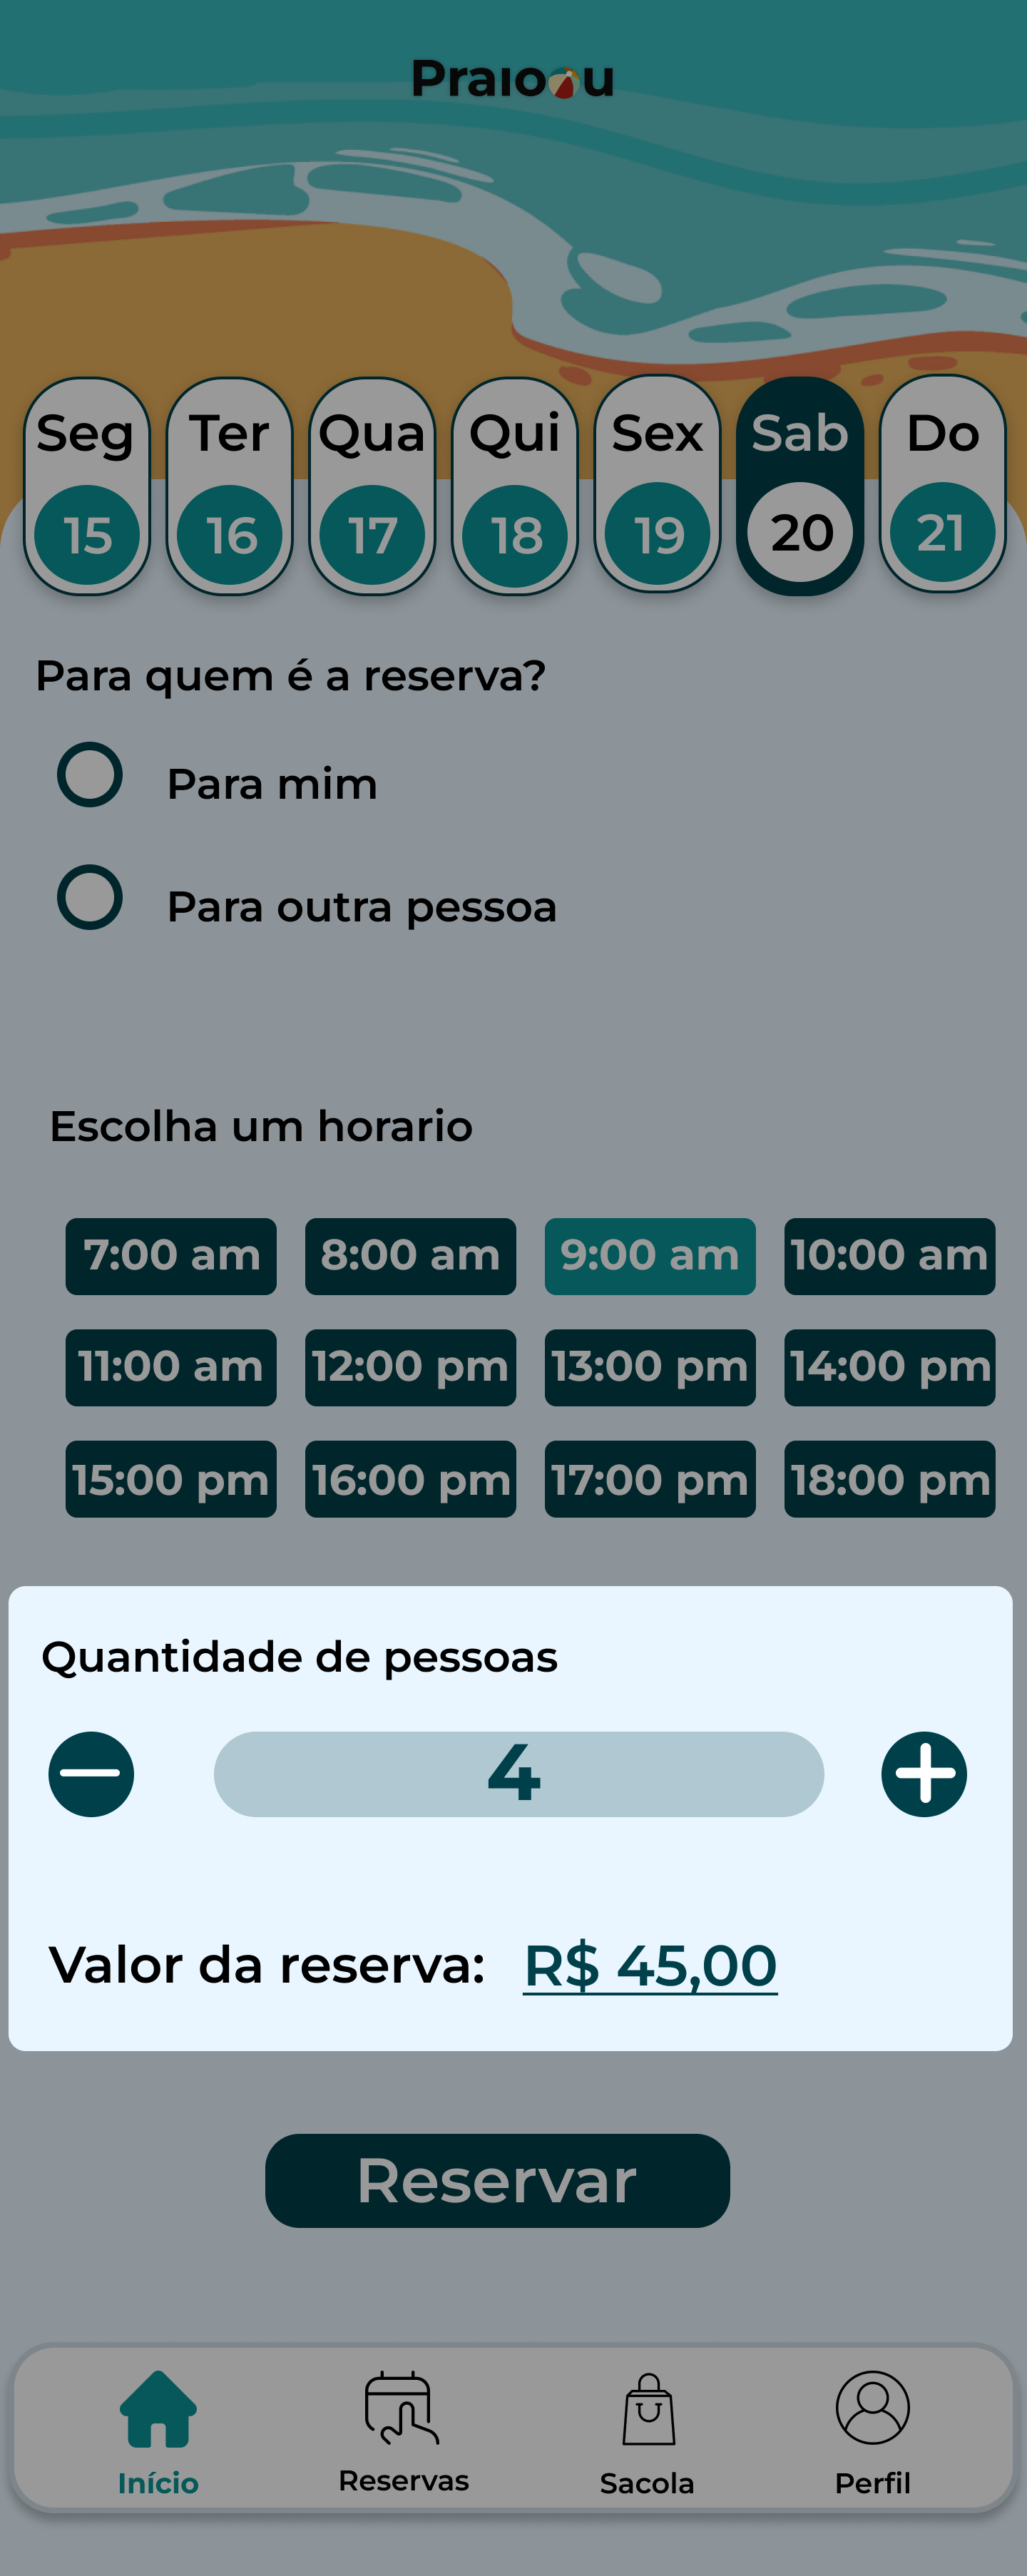 Praıoou
Seg Ter Qua Qui Sex Sab Do
15 16 17 18 19 20 21
Para quem é a reserva?
Para mim
Para outra pessoa
Escolha um horario
7:00 am 8:00 am 9:00 am 10:00 am
11:00 am 12:00 pm 13:00 pm 14:00 pm
15:00 pm 16:00 pm 17:00 pm 18:00 pm
Quantidade de pessoas
4
Valor da reserva: R$ 45,00
Reservar
Início Reservas Sacola Perfil